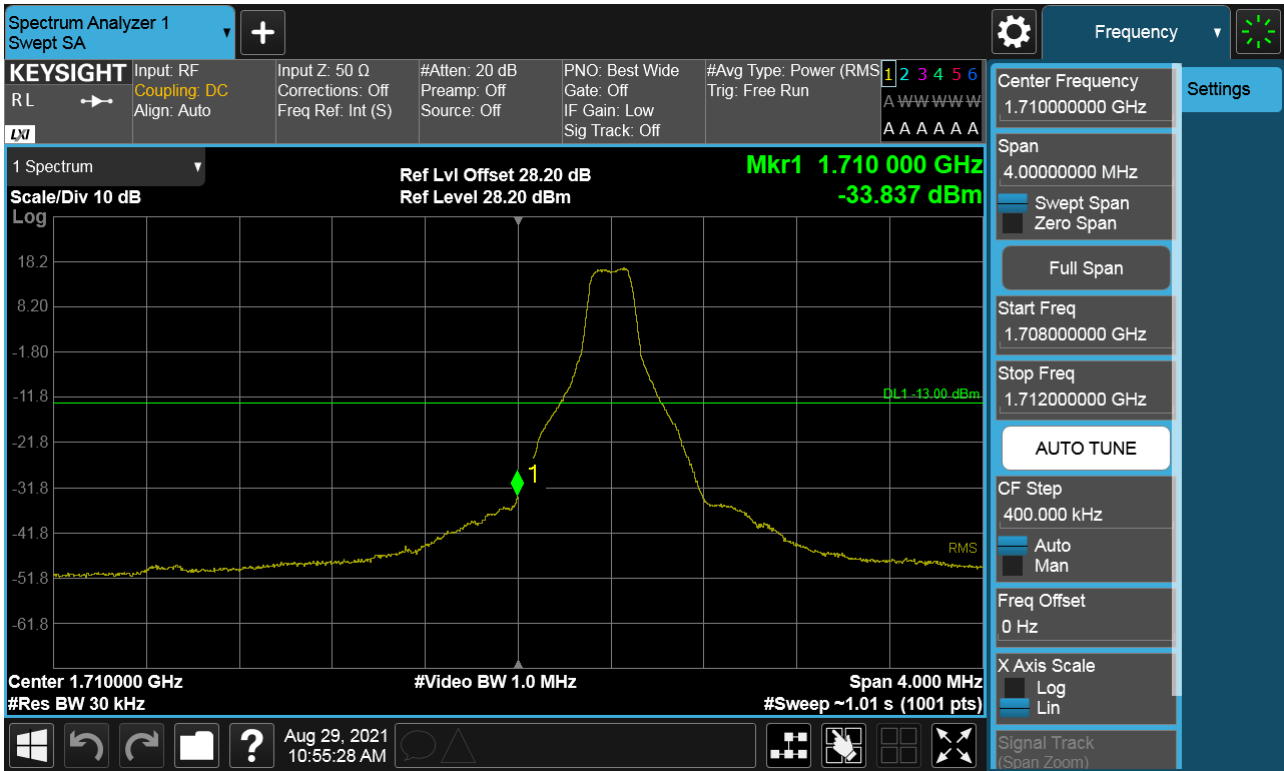 Spectrum Analyzer 1
Swept SA
+
Frequency
KEYSIGHT
R L
LXI
Input: RF
Coupling: DC
Align: Auto
Input Z: 50 Ω
Corrections: Off
Freq Ref: Int (S)
#Atten: 20 dB
Preamp: Off
Source: Off
PNO: Best Wide
Gate: Off
IF Gain: Low
Sig Track: Off
#Avg Type: Power (RMS
Trig: Free Run
1 2 3 4 5 6
A W W W W W
A A A A A A
1 Spectrum
Scale/Div 10 dB
Log
Ref Lvl Offset 28.20 dB
Ref Level 28.20 dBm
Mkr1 1.710 000 GHz
-33.837 dBm
18.2
8.20
-1.80
-11.8
-21.8
-31.8
-41.8
-51.8
-61.8
DL1 -13.00 dBm
1
RMS
Center 1.710000 GHz
#Res BW 30 kHz
#Video BW 1.0 MHz
Span 4.000 MHz
#Sweep ~1.01 s (1001 pts)
Settings
Center Frequency
1.710000000 GHz
Span
4.00000000 MHz
Swept Span
Zero Span
Full Span
Start Freq
1.708000000 GHz
Stop Freq
1.712000000 GHz
AUTO TUNE
CF Step
400.000 kHz
Auto
Man
Freq Offset
0 Hz
X Axis Scale
Log
Lin
Signal Track
(Span Zoom)
?
Aug 29, 2021
10:55:28 AM